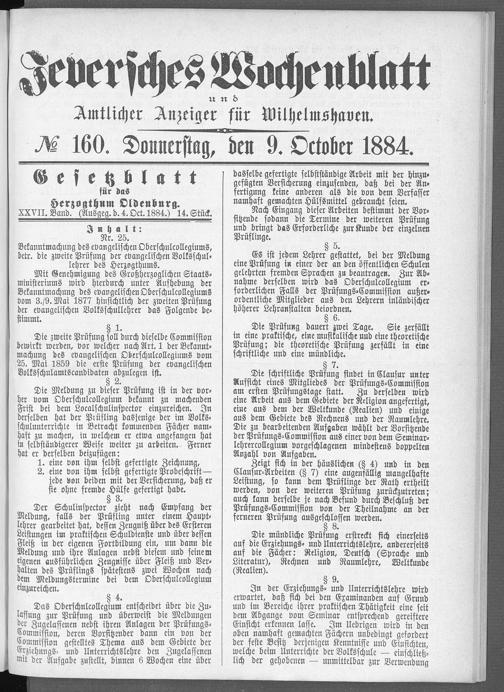 Jeversches Wochenblatt
und
Amtlicher Anzeiger für Wilhelmshaven.
№ 160. Donnerstag, den 9. October 1884.
Gesetzblatt
für das
Herzogthum Oldenburg.
XXVII. Band. (Ausgeg. d. 4. Oct. 1884.) 14. Stück.
Inhalt:
Nr. 25.
Bekanntmachung des evangelischen Oberschulcollegiums,
betr. die zweite Prüfung der evangelischen Volksschul-
lehrer des Herzogthums.
Mit Genehmigung des Großherzoglichen Staats-
ministeriums wird hierdurch unter Aufhebung der
Bekanntmachung des evangelischen Oberschulcollegiums
vom 3./9. Mai 1877 hinsichtlich der zweiten Prüfung
der evangelischen Volksschullehrer das Folgende be-
stimmt.
§ 1.
Die zweite Prüfung soll durch dieselbe Commission
bewirkt werden, vor welcher nach Art. 1 der Bekannt-
machung des evangelischen Oberschulcollegiums vom
25. Mai 1859 die erste Prüfung der evangelischen
Volksschulamtscandidaten abzulegen ist.
§ 2.
Die Meldung zu dieser Prüfung ist in der vor-
her vom Oberschulcollegium bekannt zu machenden
Frist bei dem Localschulinspector einzureichen. In
derselben hat der Prüfling dasjenige der im Volks-
schulunterrichte in Betracht kommenden Fächer nam-
haft zu machen, in welchem er etwa angefangen hat
in selbständigerer Weise weiter zu arbeiten. Ferner
hat er derselben beizufügen:
1. eine von ihm selbst gefertigte Zeichnung,
2. eine von ihm selbst gefertigte Probeschrift—
jede von beiden mit der Versicherung, daß er
sie ohne fremde Hülfe gefertigt habe.
§ 3.
Der Schulinspector zieht nach Empfang der
Meldung, falls der Prüfling unter einem Haupt-
lehrer gearbeitet hat, dessen Zeugniß über des Ersteren
Leistungen im practischen Schuldienste und über dessen
Fleiß in der eigenen Fortbildung ein, um dann die
Meldung und ihre Anlagen nebst diesem und seinem
eigenen ausführlichen Zeugnisse über Fleiß und Ver-
halten des Prüflings spätestens zwei Wochen nach
dem Meldungstermine bei dem Oberschulcollegium
einzureichen.
§ 4.
Das Oberschulcollegium entscheidet über die Zu-
lassung zur Prüfung und überweist die Meldungen
der Zugelassenen nebst ihren Anlagen der Prüfungs-
Commission, deren Vorsitzender dann ein von der
Commission gestelltes Thema aus dem Gebiete der
Erziehungs- und Unterrichtslehre den Zugelassenen
mit der Aufgabe zustellt, binnen 6 Wochen eine über
dasselbe gefertigte selbstständige Arbeit mit der hinzu-
gefügten Versicherung einzusenden, daß bei der An-
fertigung keine anderen als die von dem Verfasser
namhaft gemachten Hülfsmittel gebraucht seien.
Nach Eingang dieser Arbeiten bestimmt der Vor-
sitzende sodann die Termine der weiteren Prüfung
und bringt das Erforderliche zur Kunde der einzelnen
Prüflinge.
§ 5.
Es ist jedem Lehrer gestattet, bei der Meldung
eine Prüfung in einer der an den öffentlichen Schulen
gelehrten fremden Sprachen zu beantragen. Zur Ab-
nahme derselben wird das Oberschulcollegium er-
forderlichen Falls der Prüfungs-Commission außer-
ordentliche Mitglieder aus den Lehrern inländischer
höherer Lehranstalten beiordnen.
§ 6.
Die Prüfung dauert zwei Tage. Sie zerfällt
in eine praktische, eine musikalische und eine theoretische
Prüfung; die theoretische Prüfung zerfällt in eine
schriftliche und eine mündliche.
§ 7.
Die schriftliche Prüfung findet in Clausur unter
Aufsicht eines Mitgliedes der Prüfungs-Commission
am ersten Prüfungstage statt. Zu derselben wird
eine Arbeit aus dem Gebiet der Religion angefertigt,
eine aus dem der Weltkunde (Realien) und einige
aus dem Gebiete des Rechnens und der Raumlehre.
Die zu bearbeitenden Aufgaben wählt der Vorsitzende
der Prüfungs-Commission aus einer von dem Seminar-
lehrercollegium vorgeschlagenen mindestens doppelten
Anzahl von Aufgaben.
Zeigt sich in der häuslichen (§ 4) und in den
Clausur-Arbeiten (§ 7) eine augenfällig mangelhafte
Leistung, so kann dem Prüflinge der Rath ertheilt
werden, von der weiteren Prüfung zurückzutreten;
auch kann derselbe je nach Befund durch Beschluß der
Prüfungs-Commission von der Theilnahme an der
ferneren Prüfung ausgeschlossen werden.
§ 8.
Die mündliche Prüfung erstreckt sich einerseits
auf die Erziehungs- und Unterrichtslehre, andererseits
auf die Fächer: Religion, Deutsch (Sprache und
Literatur), Rechnen und Raumlehre, Weltkunde
(Realien).
§ 9.
In der Erziehungs- und Unterrichtslehre wird
erwartet, daß sich bei den Examinanden auf Grund
und im Bereiche ihrer praktischen Thätigkeit eine seit
dem Abgange vom Seminar entsprechend gereiftere
Einsicht erkennen lasse. Im Uebrigen wird in den
oben namhaft gemachten Fächern unbedingt gefordert
der feste Besitz derjenigen Kenntnisse und Einsichten,
welche beim Unterrichte der Volksschule — einschließ-
lich der gehobenen — unmittelbar zur Verwendung